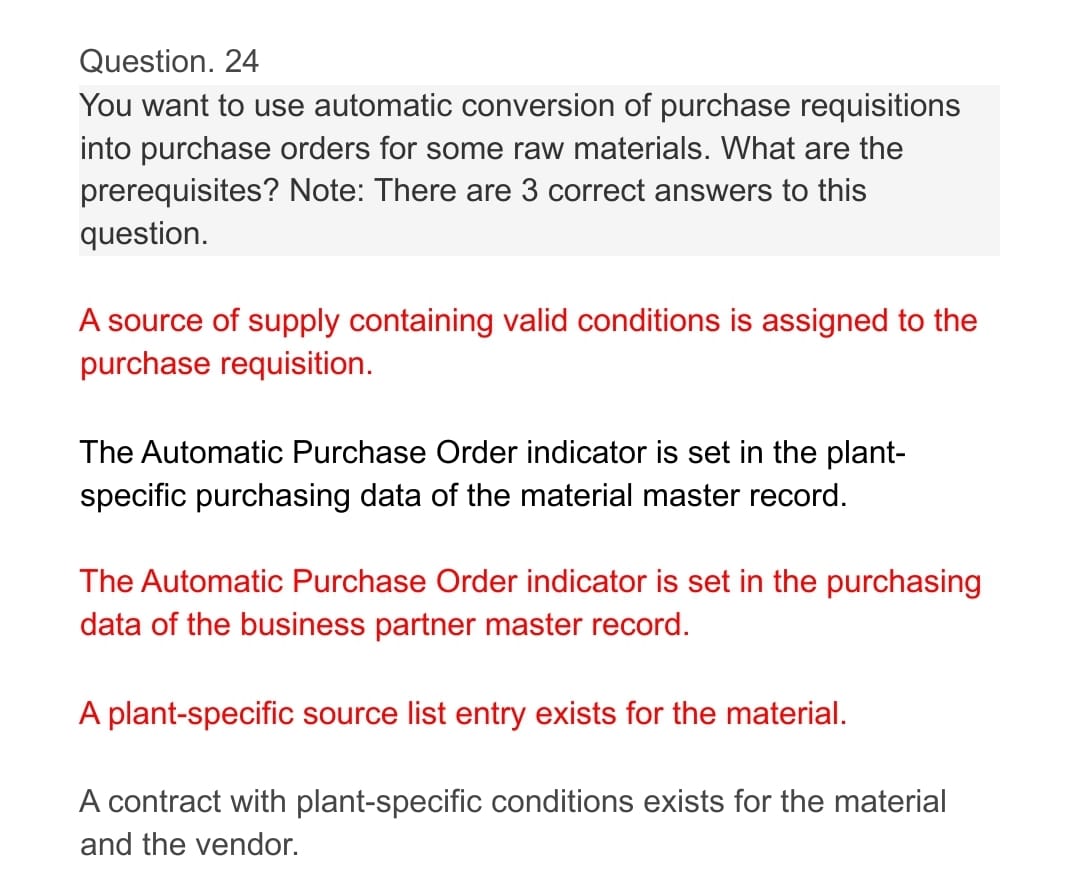 Question. 24
You want to use automatic conversion of purchase requisitions
into purchase orders for some raw materials. What are the
prerequisites? Note: There are 3 correct answers to this
question.
A source of supply containing valid conditions is assigned to the
purchase requisition.
The Automatic Purchase Order indicator is set in the plant-
specific purchasing data of the material master record.
The Automatic Purchase Order indicator is set in the purchasing
data of the business partner master record.
A plant-specific source list entry exists for the material.
A contract with plant-specific conditions exists for the material
and the vendor.